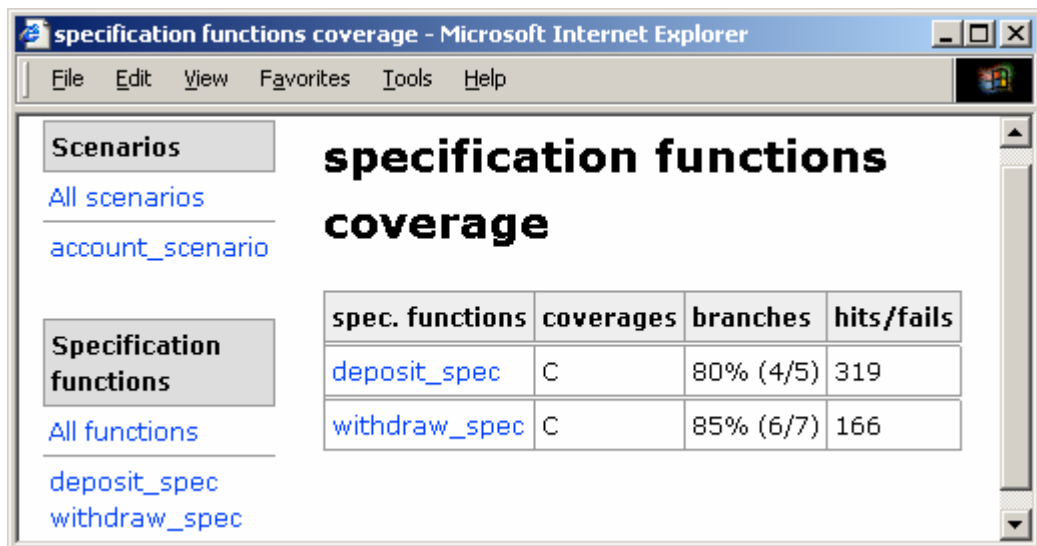 specification functions coverage - Microsoft Internet Explorer
File Edit View Favorites Tools Help
Scenarios
All scenarios
account_scenario
Specification
functions
All functions
deposit_spec
withdraw_spec
specification functions
coverage
spec. functions coverages branches hits/fails
deposit_spec C 80% (4/5) 319
withdraw_spec C 85% (6/7) 166